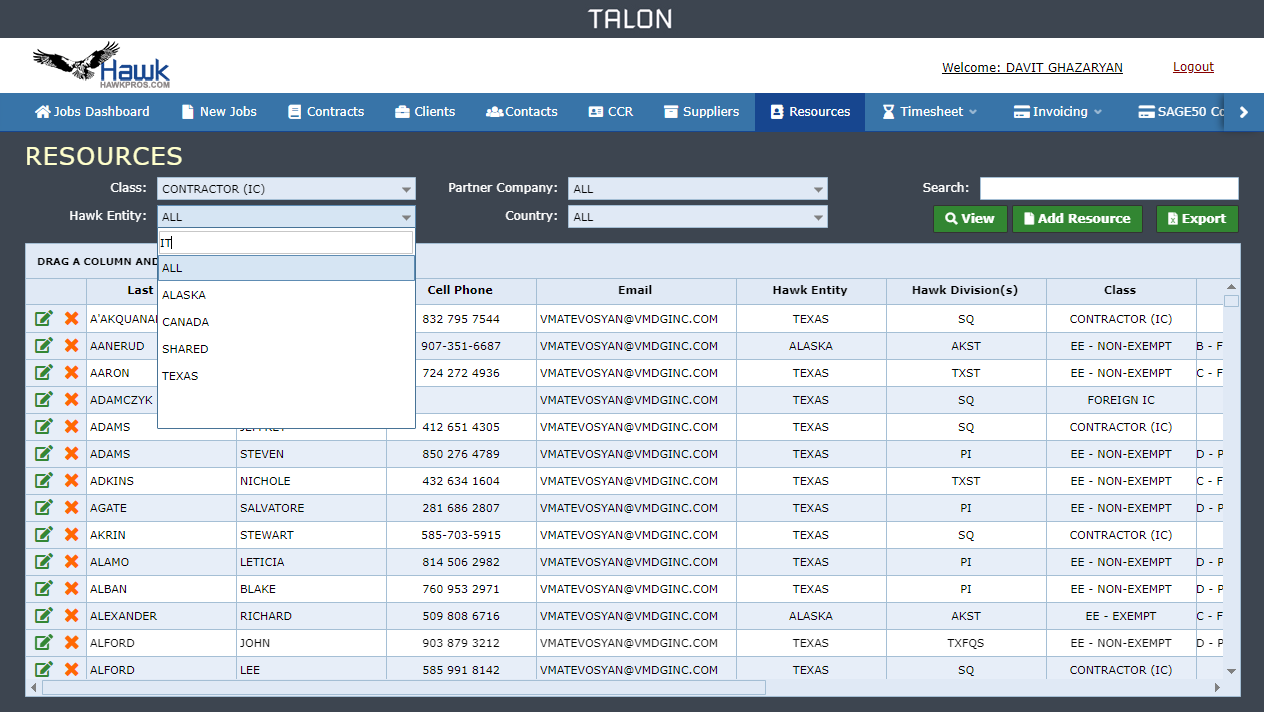 TALON
Hawk
HAWKPROS.COM
Welcome: DAVIT GHAZARYAN Logout
Jobs Dashboard New Jobs Contracts Clients Contacts CCR Suppliers Resources Timesheet Invoicing SAGE50 Co
RESOURCES
Class: CONTRACTOR (IC) Partner Company: ALL Search:
Hawk Entity: ALL Country: ALL View Add Resource Export
IT
ALL
ALASKA
CANADA
SHARED
TEXAS
DRAG A COLUMN AND
Last Cell Phone Email Hawk Entity Hawk Division(s) Class
A'AKQUANA 832 795 7544 VMATEVOSYAN@VMDGINC.COM TEXAS SQ CONTRACTOR (IC)
AANERUD 907-351-6687 VMATEVOSYAN@VMDGINC.COM ALASKA AKST EE - NON-EXEMPT B - F
AARON 724 272 4936 VMATEVOSYAN@VMDGINC.COM TEXAS TXST EE - NON-EXEMPT C - F
ADAMCZYK VMATEVOSYAN@VMDGINC.COM TEXAS SQ FOREIGN IC
ADAMS JEFFREY 412 651 4305 VMATEVOSYAN@VMDGINC.COM TEXAS SQ CONTRACTOR (IC)
ADAMS STEVEN 850 276 4789 VMATEVOSYAN@VMDGINC.COM TEXAS PI EE - NON-EXEMPT D - P
ADKINS NICHOLE 432 634 1604 VMATEVOSYAN@VMDGINC.COM TEXAS TXST EE - NON-EXEMPT C - F
AGATE SALVATORE 281 686 2807 VMATEVOSYAN@VMDGINC.COM TEXAS PI EE - NON-EXEMPT D - P
AKRIN STEWART 585-703-5915 VMATEVOSYAN@VMDGINC.COM TEXAS SQ CONTRACTOR (IC)
ALAMO LETICIA 814 506 2982 VMATEVOSYAN@VMDGINC.COM TEXAS PI EE - NON-EXEMPT D - P
ALBAN BLAKE 760 953 2971 VMATEVOSYAN@VMDGINC.COM TEXAS PI EE - NON-EXEMPT D - P
ALEXANDER RICHARD 509 808 6716 VMATEVOSYAN@VMDGINC.COM ALASKA AKST EE - EXEMPT C - F
ALFORD JOHN 903 879 3212 VMATEVOSYAN@VMDGINC.COM TEXAS TXFQS EE - NON-EXEMPT D - P
ALFORD LEE 585 991 8142 VMATEVOSYAN@VMDGINC.COM TEXAS SQ CONTRACTOR (IC)